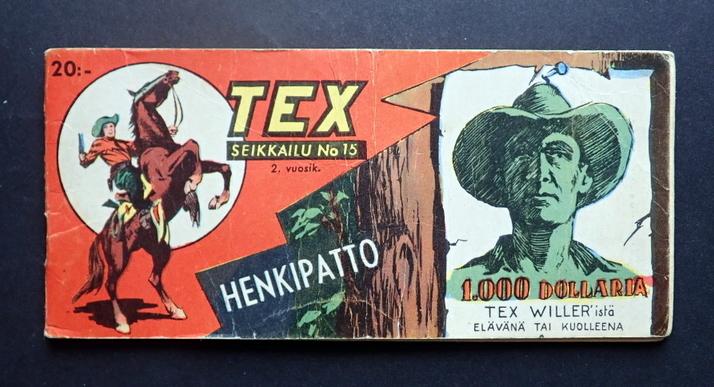 20:-
TEX
SEIKKAILU No 15
2. vuosik.
HENKIPATTO
1.000 DOLLARIA
TEX WILLER'istä
ELÄVÄNÄ TAI KUOLLEENA